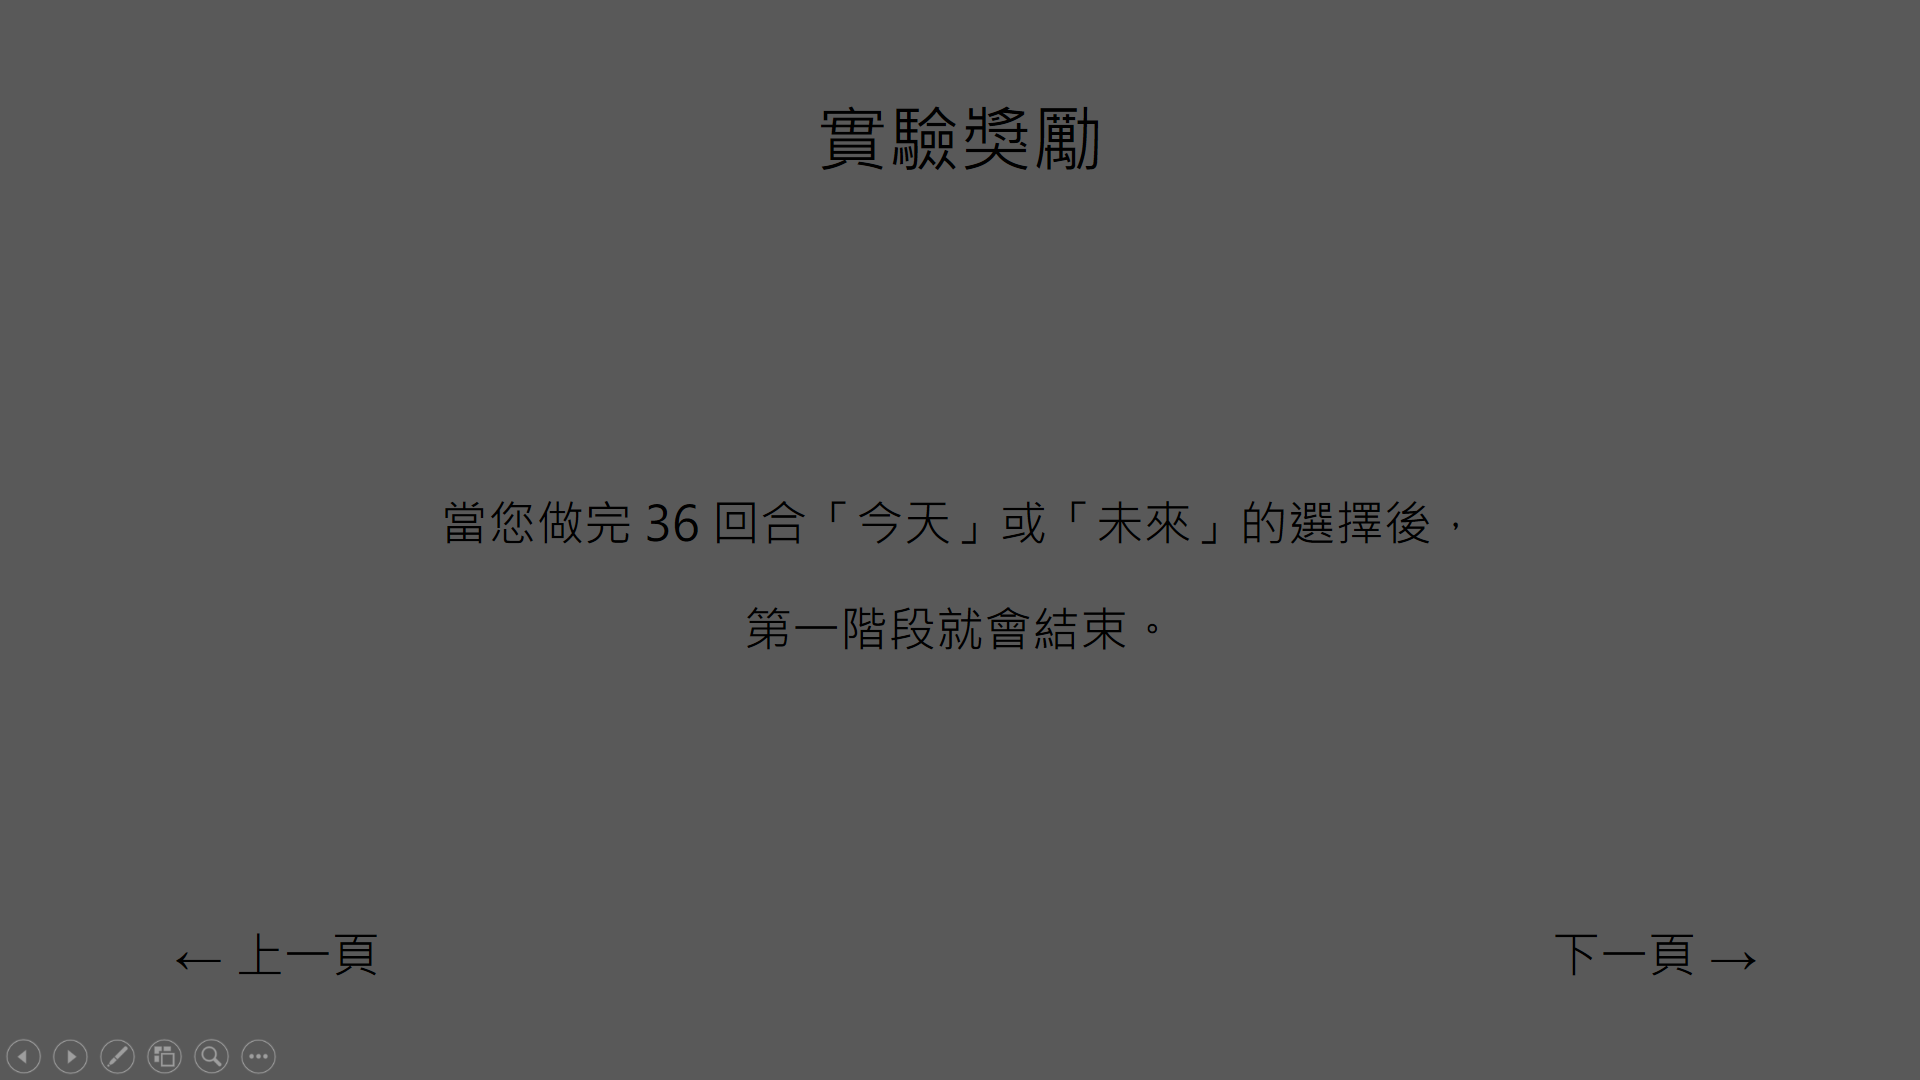 實驗獎勵
當您做完 36 回合「今天」或「未來」的選擇後，
第一階段就會結束。
← 上一頁
下一頁 →